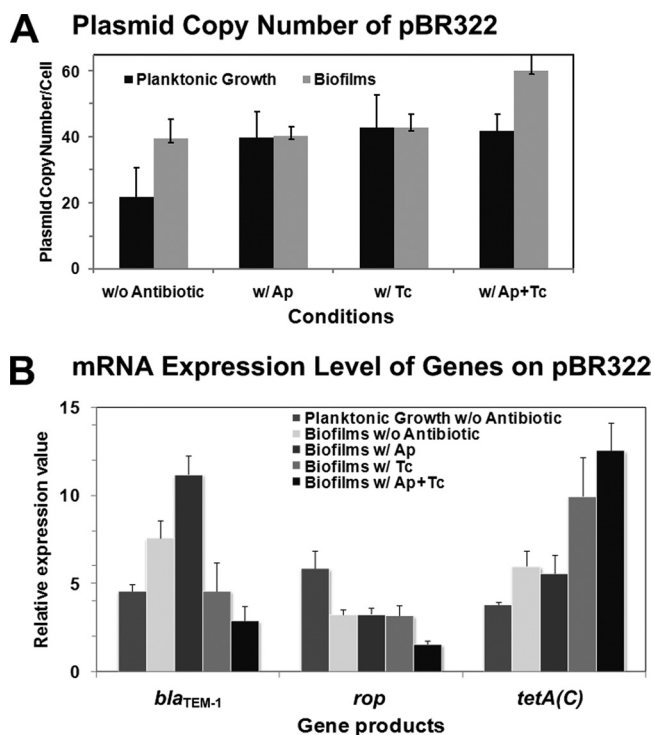 A Plasmid Copy Number of pBR322
Plasmid Copy Number/Cell
60
40
20
0
Planktonic Growth
Biofilms
w/o Antibiotic
w/ Ap
w/ Tc
w/ Ap+Tc
Conditions
B mRNA Expression Level of Genes on pBR322
Relative expression value
15
10
5
0
Planktonic Growth w/o Antibiotic
Biofilms w/o Antibiotic
Biofilms w/ Ap
Biofilms w/ Tc
Biofilms w/ Ap+Tc
blaTEM-1
rop
tetA(C)
Gene products